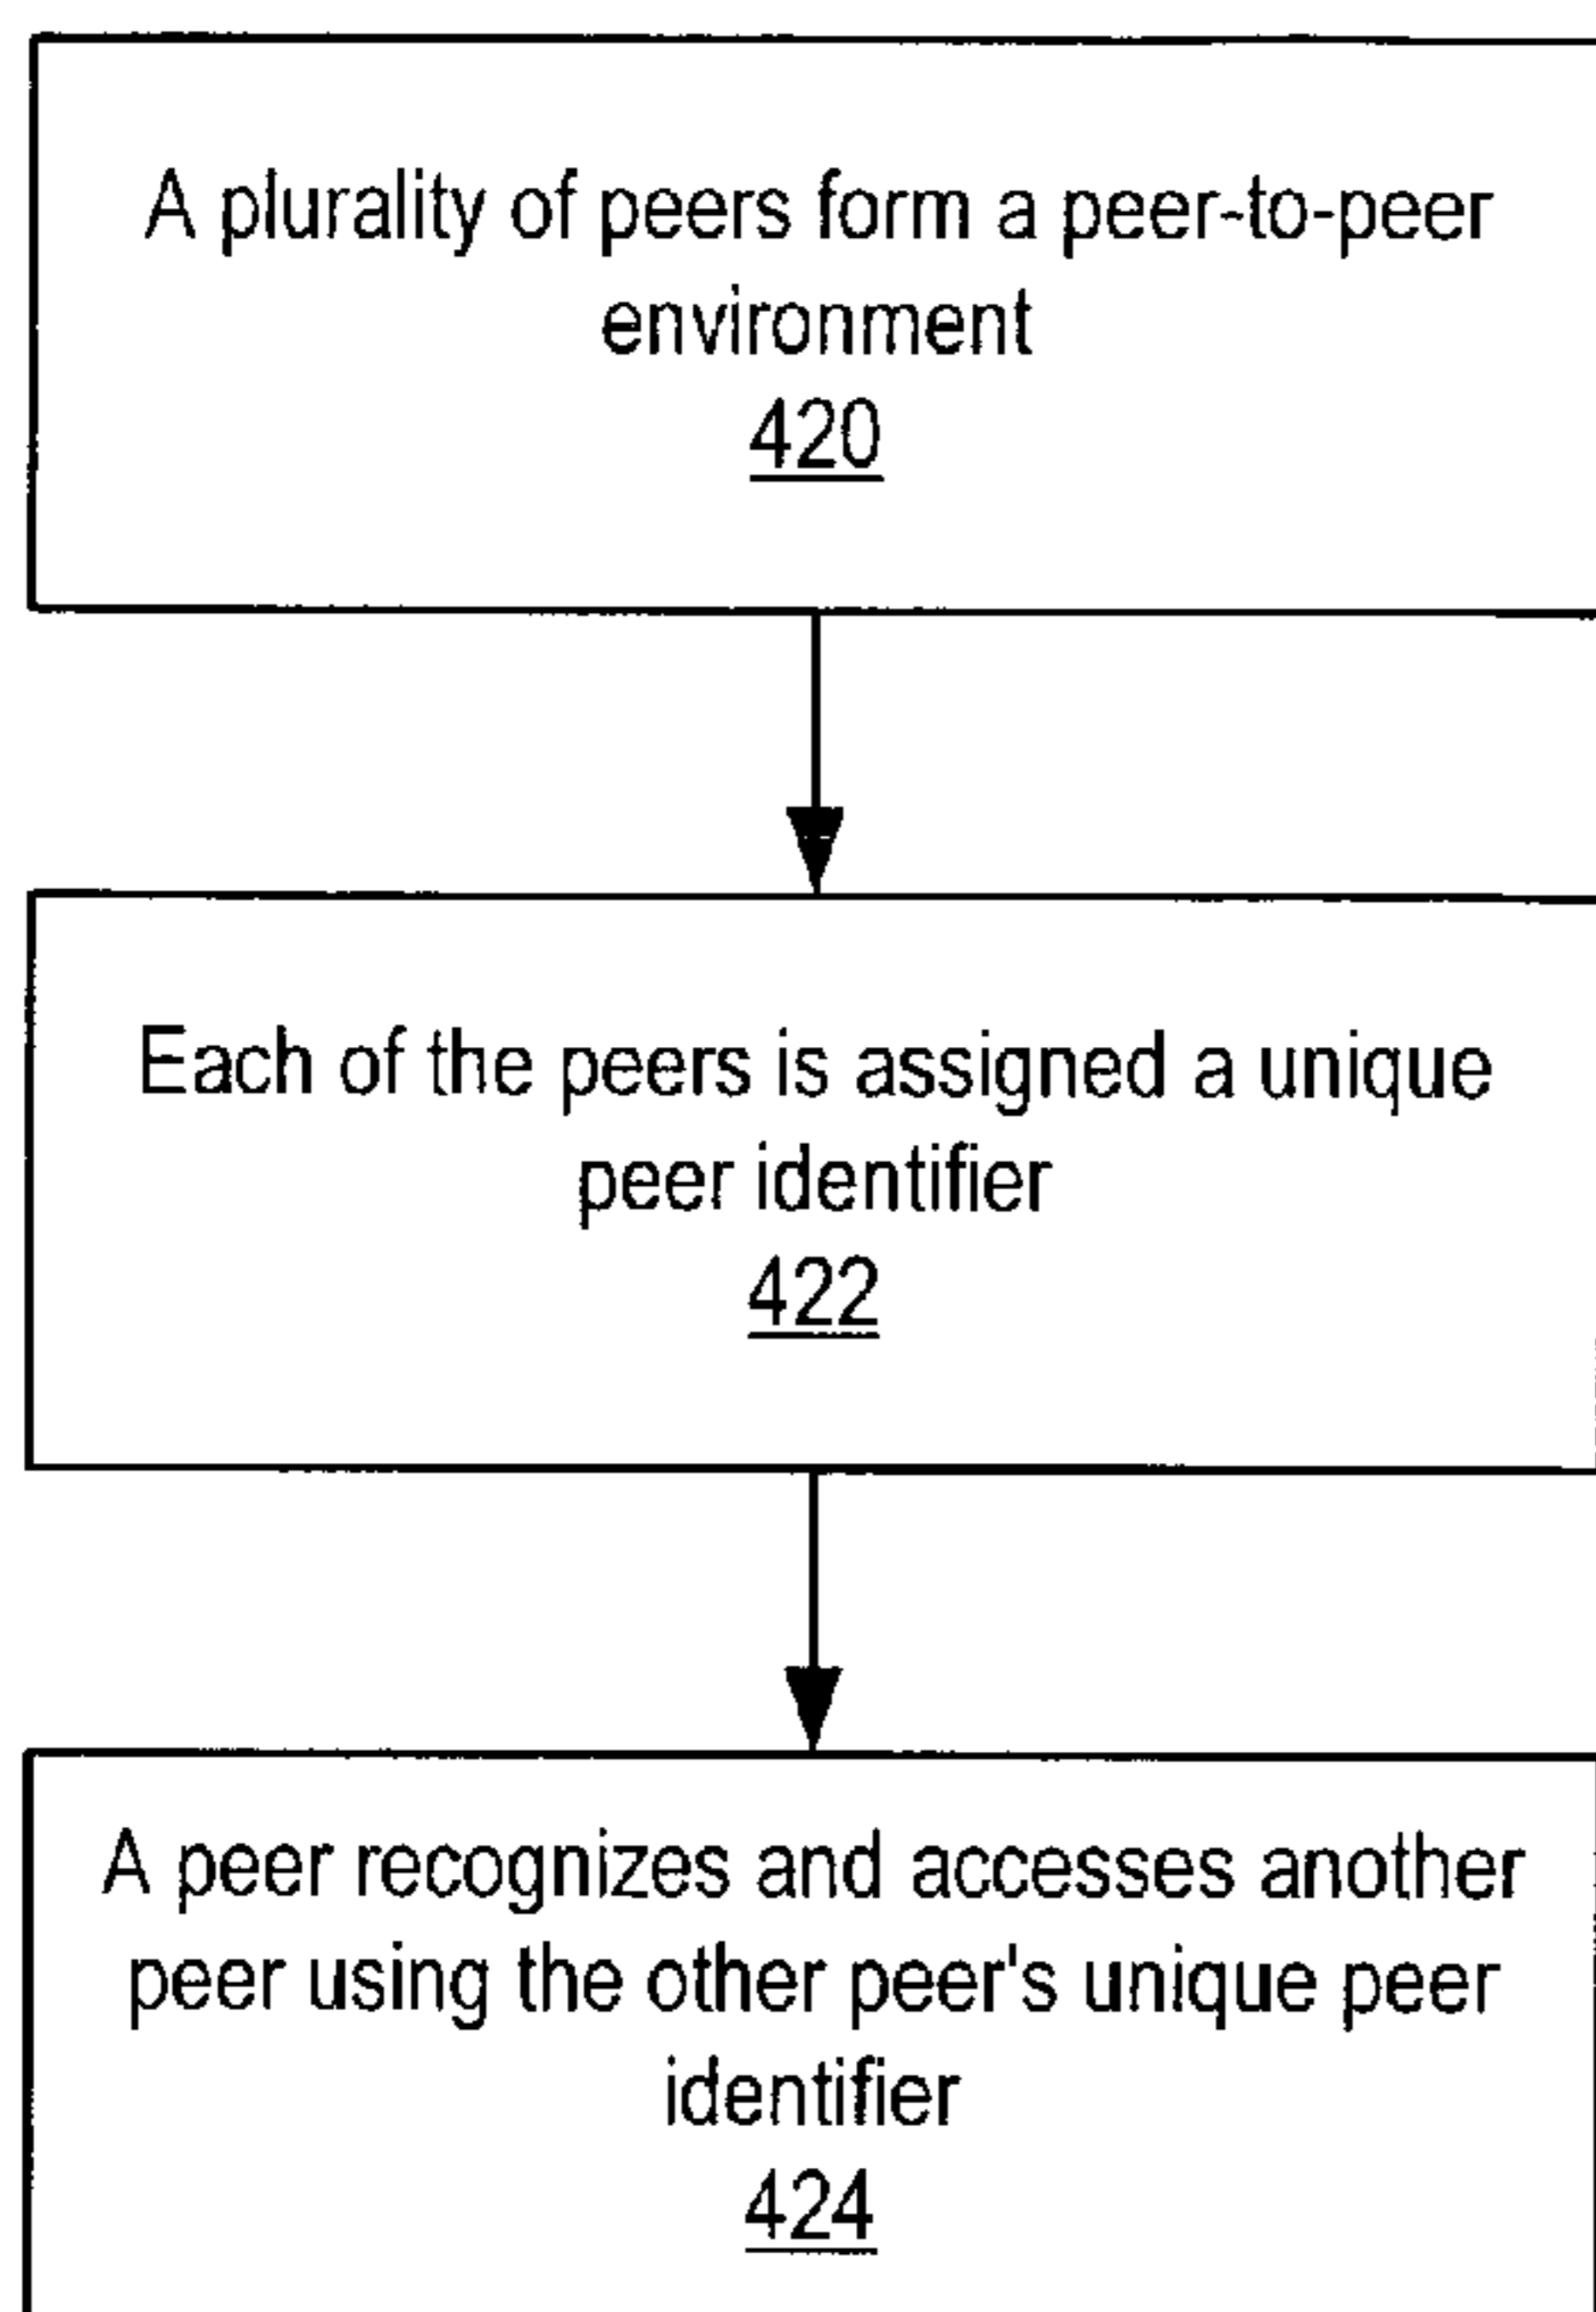 A plurality of peers form a peer-to-peer
environment
420
Each of the peers is assigned a unique
peer identifier
422
A peer recognizes and accesses another
peer using the other peer's unique peer
identifier
424